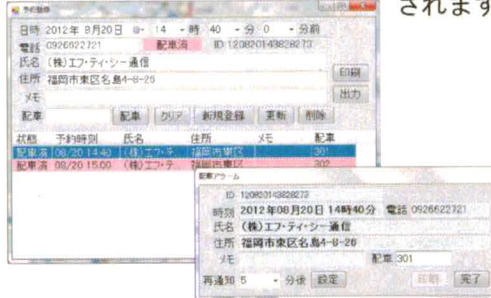 されます
予約登録
日時 2012年 8月20日 14 時 40 分 0 分前
電話 0926622721 配車済 ID 120820143828273
氏名 (株)エフ・ティ・シー通信
住所 福岡市東区名島4-8-26
メモ
印刷
出力
配車 配車 クリア 新規登録 更新 削除
状態 予約時刻 氏名 住所 メモ 配車
配車済 08/20 14:40 (株)エフ・テ.. 福岡市東区 301
配車済 08/20 15:00 (株)エフ・テ.. 福岡市東区 302
配車アラーム
ID 120820143828273
時刻 2012年08月20日 14時40分 電話 0926622721
氏名 (株)エフ・ティ・シー通信
住所 福岡市東区名島4-8-26
メモ 配車 301
再通知 5 分後 設定 印刷 完了